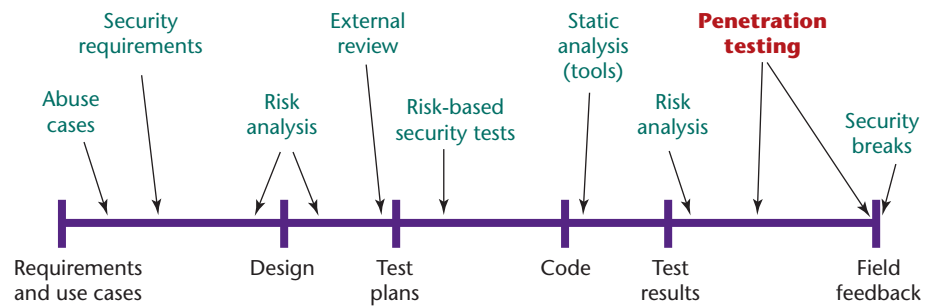 Security
requirements
External
review
Static
analysis
(tools)
Penetration
testing
Abuse
cases
Risk
analysis
Risk-based
security tests
Risk
analysis
Security
breaks
Requirements
and use cases
Design
Test
plans
Code
Test
results
Field
feedback